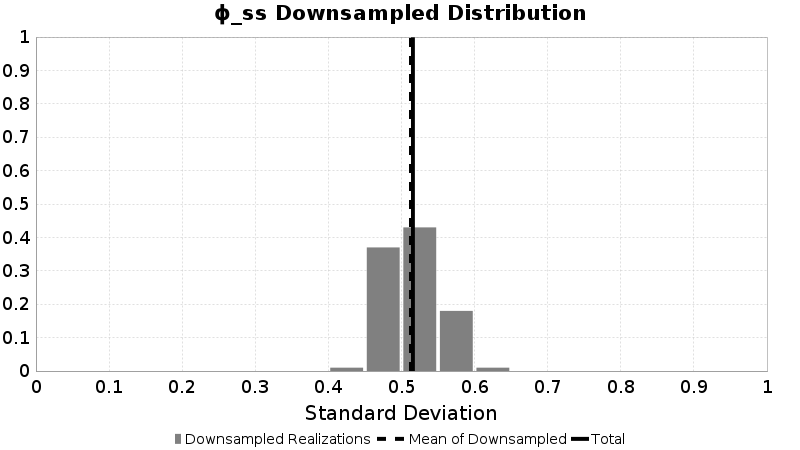 ϕ_ss Downsampled Distribution
1
0.9
0.8
0.7
0.6
0.5
0.4
0.3
0.2
0.1
0
0 0.1 0.2 0.3 0.4 0.5 0.6 0.7 0.8 0.9 1
Standard Deviation
Downsampled Realizations Mean of Downsampled Total